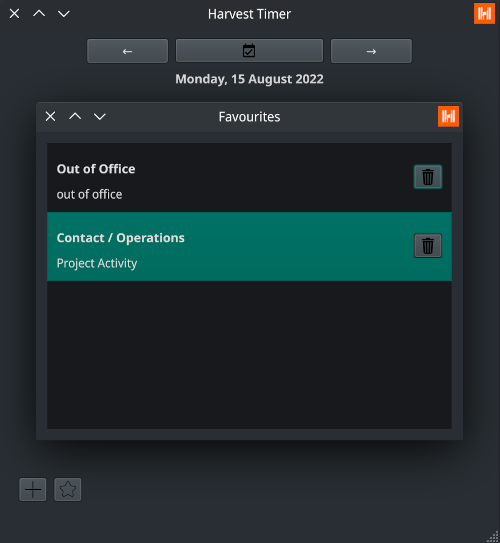 Harvest Timer
←
→
Monday, 15 August 2022
Favourites
Out of Office
out of office
Contact / Operations
Project Activity